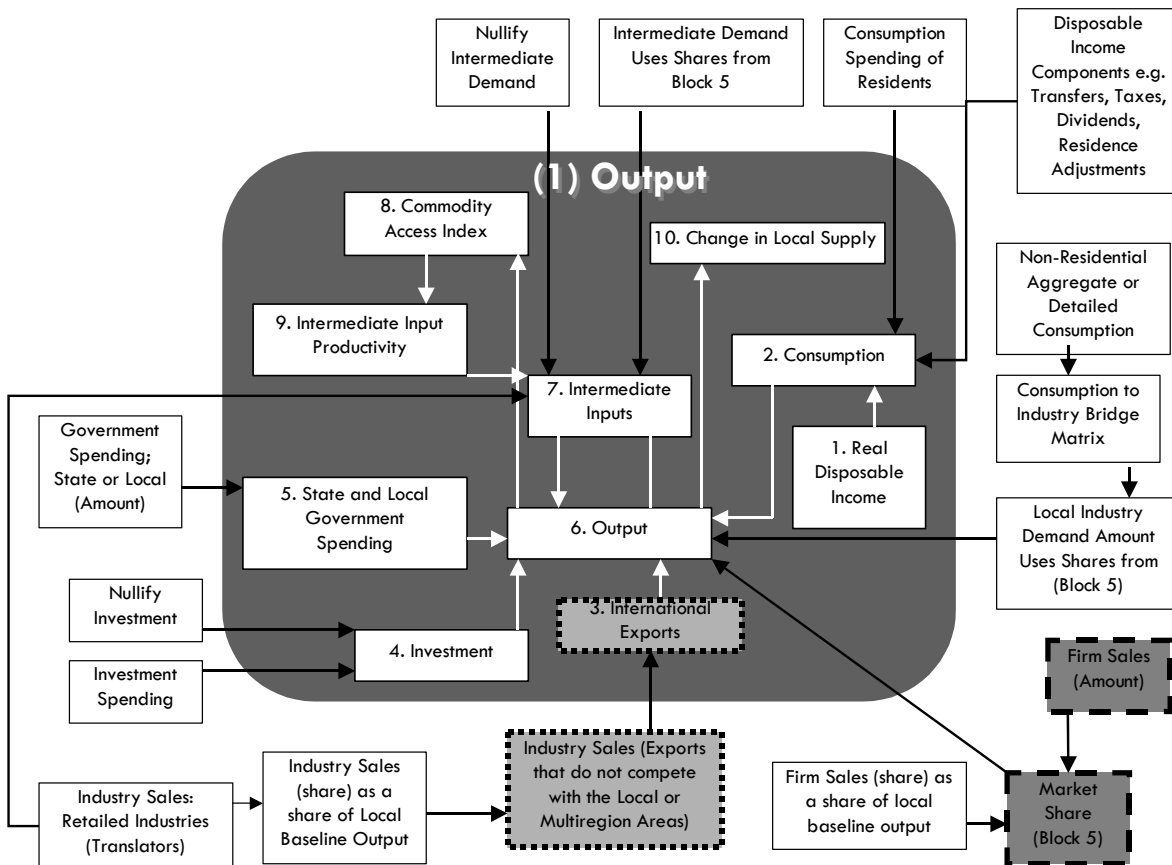 Nullify
Intermediate
Demand
Intermediate Demand
Uses Shares from
Block 5
Consumption
Spending of
Residents
Disposable
Income
Components e.g.
Transfers, Taxes,
Dividends,
Residence
Adjustments
(1) Output
8. Commodity
Access Index
10. Change in Local Supply
9. Intermediate Input
Productivity
2. Consumption
Non-Residential
Aggregate or
Detailed
Consumption
7. Intermediate
Inputs
Consumption to
Industry Bridge
Matrix
Government
Spending;
State or Local
(Amount)
1. Real
Disposable
Income
5. State and Local
Government
Spending
6. Output
Local Industry
Demand Amount
Uses Shares from
(Block 5)
Nullify
Investment
3. International
Exports
4. Investment
Investment
Spending
Firm Sales
(Amount)
Industry Sales:
Retailed Industries
(Translators)
Industry Sales
(share) as a
share of Local
Baseline Output
Industry Sales (Exports
that do not compete
with the Local or
Multiregion Areas)
Firm Sales (share) as
a share of local
baseline output
Market
Share
(Block 5)